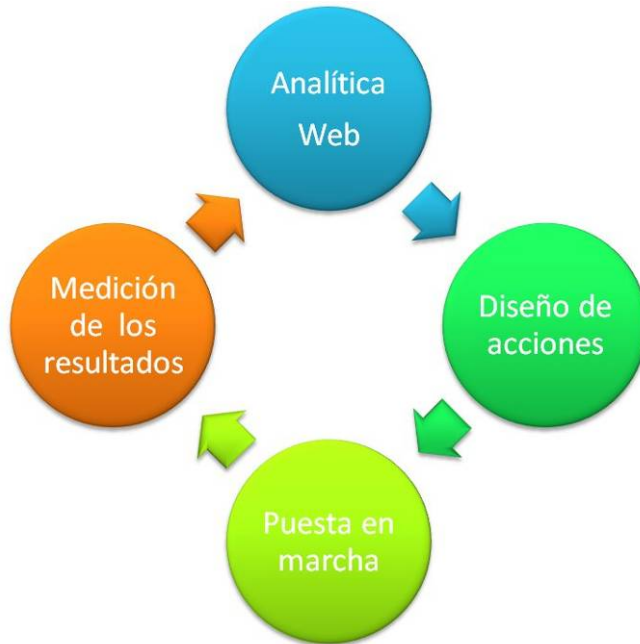 Analítica
Web
Diseño de
acciones
Puesta en
marcha
Medición
de los
resultados